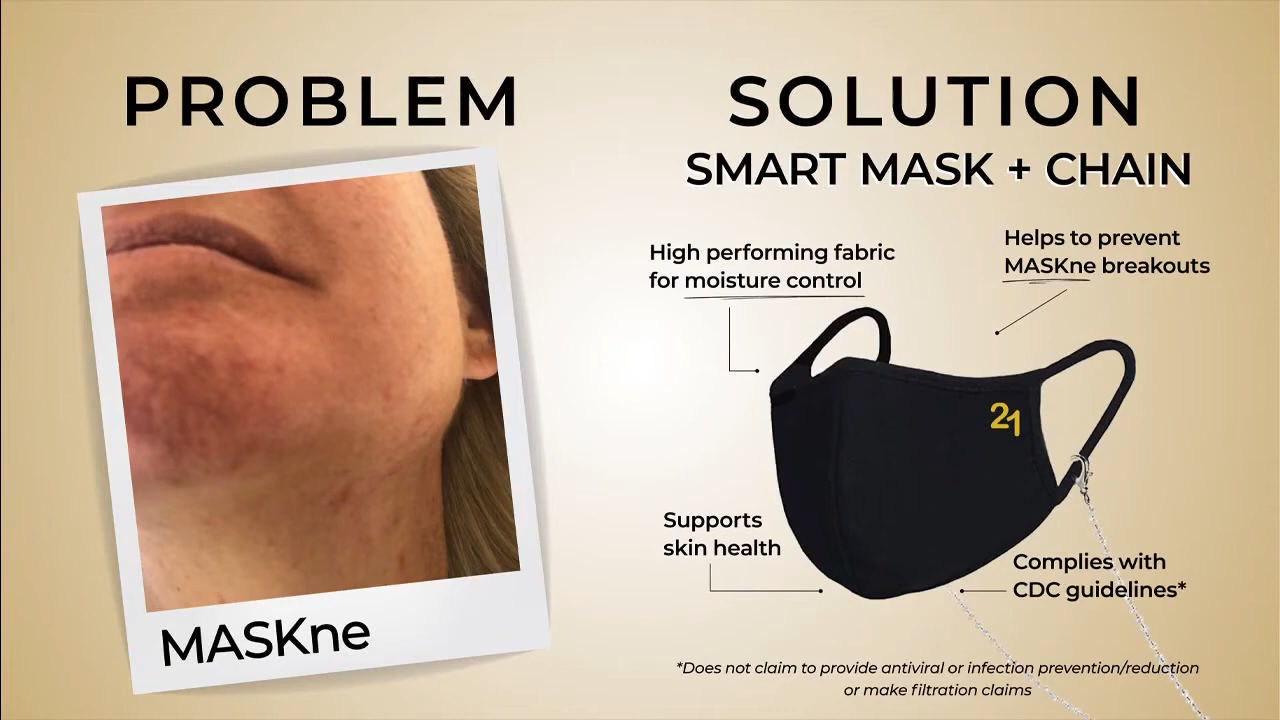 PROBLEM
MASKne
SOLUTION
SMART MASK + CHAIN
High performing fabric
for moisture control
Helps to prevent
MASKne breakouts
21
Supports
skin health
Complies with
CDC guidelines*
*Does not claim to provide antiviral or infection prevention/reduction
or make filtration claims